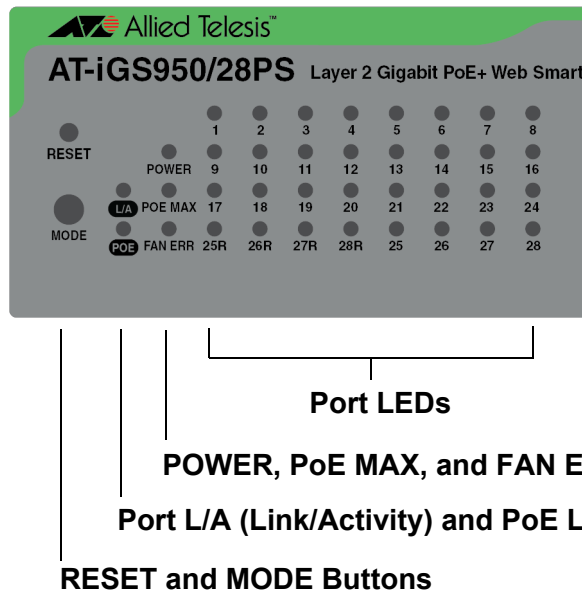 Allied Telesis™
AT-iGS950/28PS Layer 2 Gigabit PoE+ Web Smart
1 2 3 4 5 6 7 8
RESET
POWER 9 10 11 12 13 14 15 16
L/A POE MAX 17 18 19 20 21 22 23 24
MODE
POE FAN ERR 25R 26R 27R 28R 25 26 27 28
Port LEDs
POWER, PoE MAX, and FAN E
Port L/A (Link/Activity) and PoE L
RESET and MODE Buttons